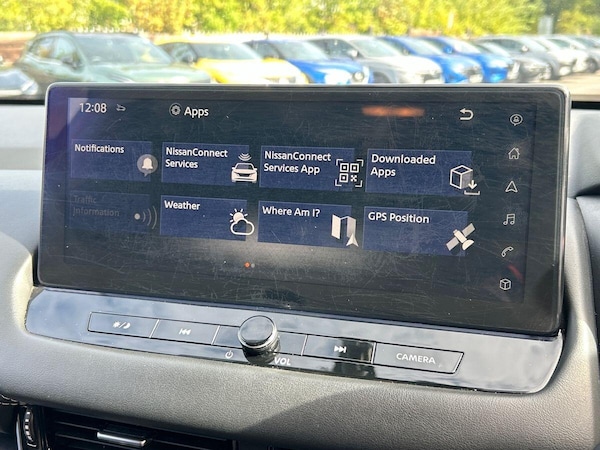 12:08
Apps
Notifications
NissanConnect
Services
NissanConnect
Services App
Downloaded
Apps
Traffic
Information
Weather
Where Am I?
GPS Position
VOL
CAMERA